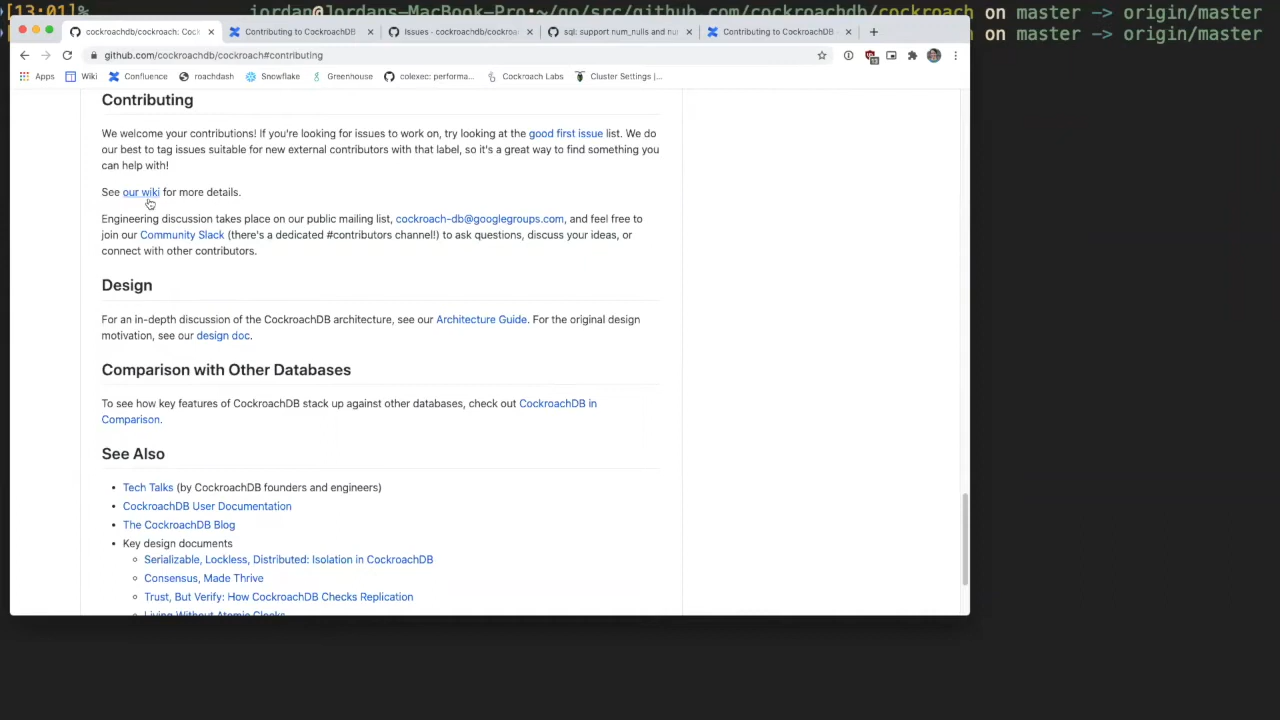 [13:01]% jordan@Jordans-MacBook-Pro:~/go/src/github.com/cockroachdb/cockroach on master -> origin/master
on master -> origin/master
cockroachdb/cockroach: Cock
Contributing to CockroachDB
Issues · cockroachdb/cockroac
sql: support num_nulls and nu
Contributing to CockroachDB -
github.com/cockroachdb/cockroach#contributing
Apps Wiki Confluence roachdash Snowflake Greenhouse colexec: performa... Cockroach Labs Cluster Settings |...
Contributing
We welcome your contributions! If you're looking for issues to work on, try looking at the good first issue list. We do
our best to tag issues suitable for new external contributors with that label, so it's a great way to find something you
can help with!
See our wiki for more details.
Engineering discussion takes place on our public mailing list, cockroach-db@googlegroups.com, and feel free to
join our Community Slack (there's a dedicated #contributors channel!) to ask questions, discuss your ideas, or
connect with other contributors.
Design
For an in-depth discussion of the CockroachDB architecture, see our Architecture Guide. For the original design
motivation, see our design doc.
Comparison with Other Databases
To see how key features of CockroachDB stack up against other databases, check out CockroachDB in
Comparison.
See Also
• Tech Talks (by CockroachDB founders and engineers)
• CockroachDB User Documentation
• The CockroachDB Blog
• Key design documents
◦ Serializable, Lockless, Distributed: Isolation in CockroachDB
◦ Consensus, Made Thrive
◦ Trust, But Verify: How CockroachDB Checks Replication
◦ Living Without Atomic Clocks